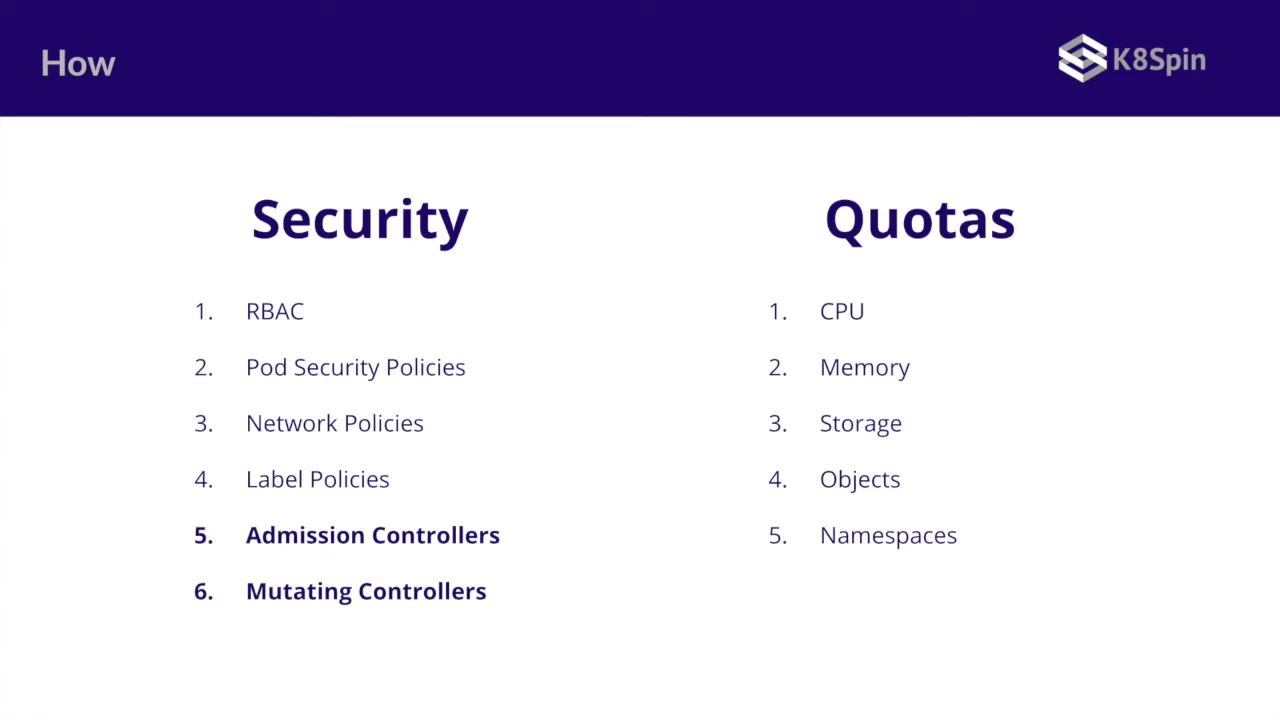 How
K8Spin
Security
1. RBAC
2. Pod Security Policies
3. Network Policies
4. Label Policies
5. Admission Controllers
6. Mutating Controllers
Quotas
1. CPU
2. Memory
3. Storage
4. Objects
5. Namespaces